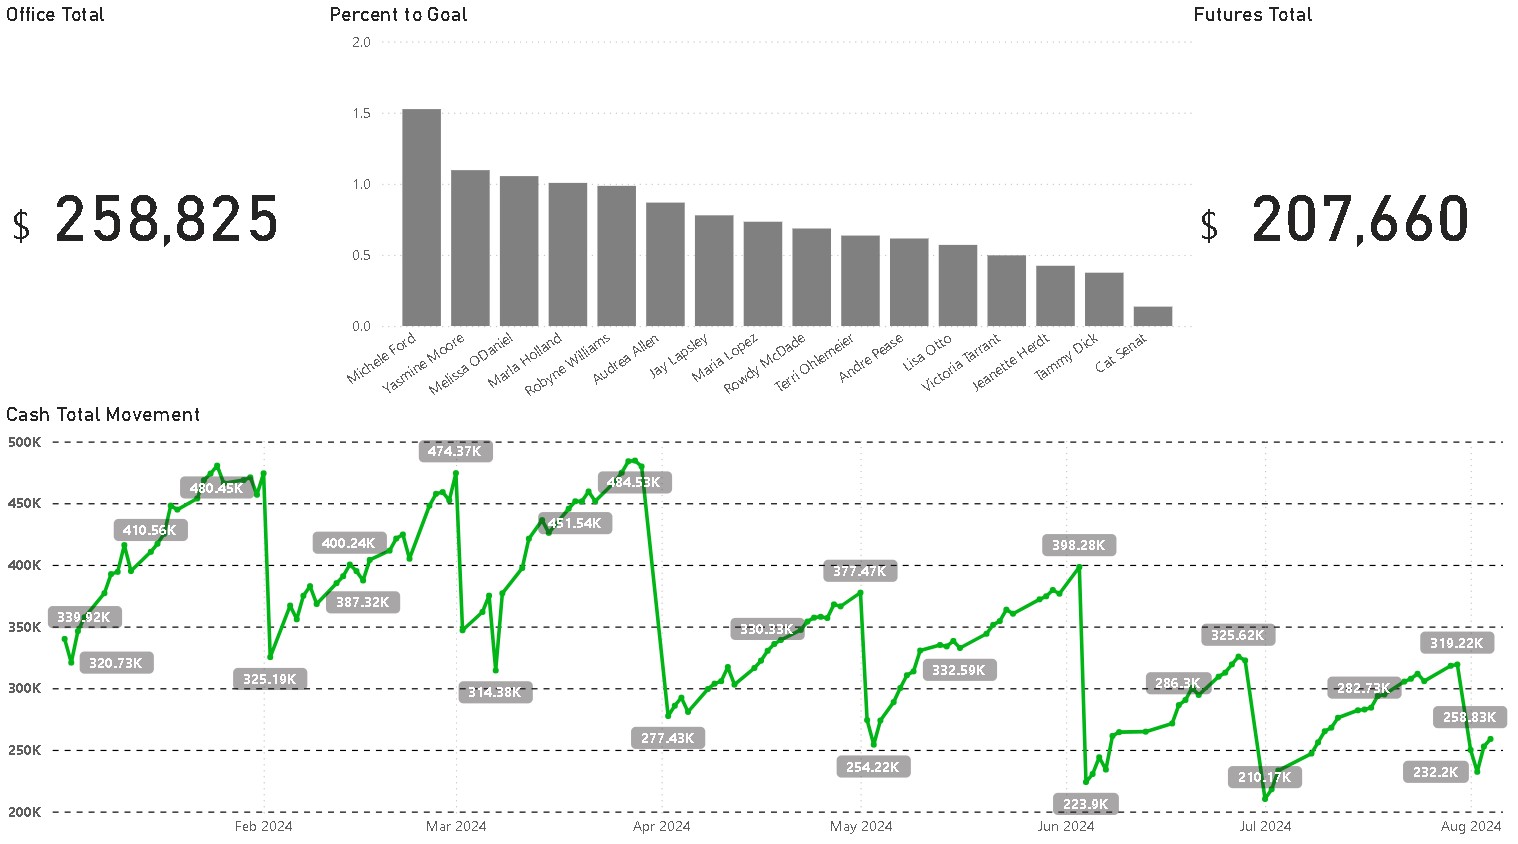 Office Total
Percent to Goal
Futures Total
2.0
1.5
1.0
0.5
0.0
$ 258,825
$ 207,660
Michele Ford
Yasmine Moore
Melissa ODaniel
Marla Holland
Robyne Williams
Audrea Allen
Jay Lapsley
Maria Lopez
Rowdy McDade
Terri Ohlemeier
Andre Pease
Lisa Otto
Victoria Tarrant
Jeanette Herdt
Tammy Dick
Cat Senat
Cash Total Movement
500K
450K
400K
350K
300K
250K
200K
339.92K
320.73K
410.56K
480.45K
325.19K
400.24K
387.32K
474.37K
314.38K
451.54K
484.53K
277.43K
330.33K
377.47K
254.22K
332.59K
398.28K
223.9K
286.3K
325.62K
210.17K
282.73K
319.22K
232.2K
258.83K
Feb 2024
Mar 2024
Apr 2024
May 2024
Jun 2024
Jul 2024
Aug 2024